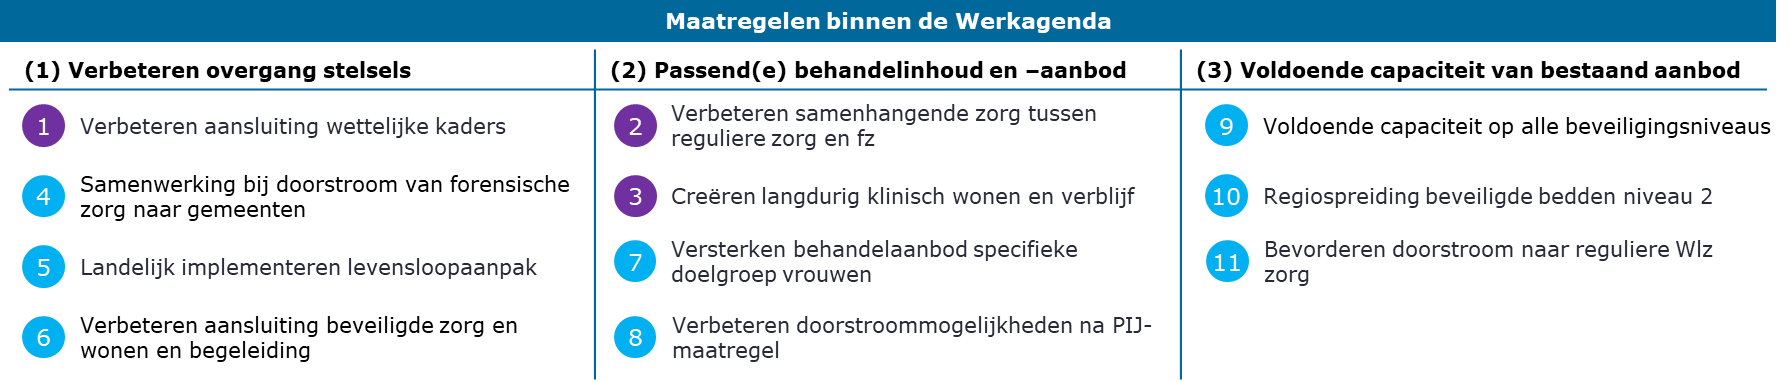 Maatregelen binnen de Werkagenda
(1) Verbeteren overgang stelsels
1 Verbeteren aansluiting wettelijke kaders
4 Samenwerking bij doorstroom van forensische
zorg naar gemeenten
5 Landelijk implementeren levensloopaanpak
6 Verbeteren aansluiting beveiligde zorg en
wonen en begeleiding
(2) Passend(e) behandelinhoud en –aanbod
2 Verbeteren samenhangende zorg tussen
reguliere zorg en fz
3 Creëren langdurig klinisch wonen en verblijf
7 Versterken behandelaanbod specifieke
doelgroep vrouwen
8 Verbeteren doorstroommogelijkheden na PIJ-
maatregel
(3) Voldoende capaciteit van bestaand aanbod
9 Voldoende capaciteit op alle beveiligingsniveaus
10 Regiospreiding beveiligde bedden niveau 2
11 Bevorderen doorstroom naar reguliere Wlz
zorg